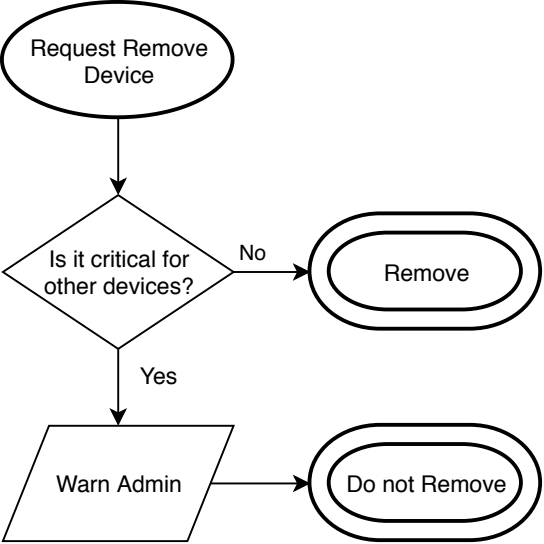 Request Remove
Device
Is it critical for
other devices?
No
Remove
Yes
Warn Admin
Do not Remove